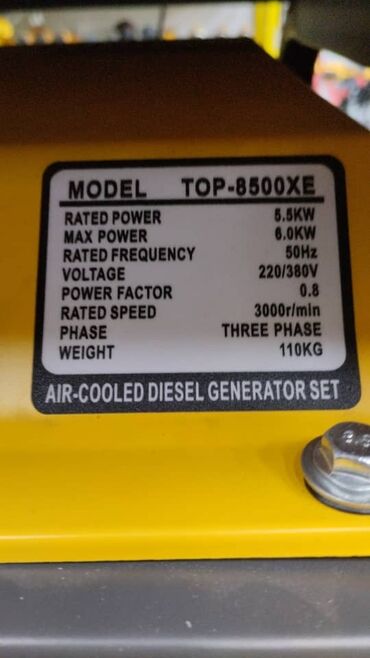 MODEL TOP-8500XE
RATED POWER 5.5KW
MAX POWER 6.0KW
RATED FREQUENCY 50Hz
VOLTAGE 220/380V
POWER FACTOR 0.8
RATED SPEED 3000r/min
PHASE THREE PHASE
WEIGHT 110KG
AIR-COOLED DIESEL GENERATOR SET